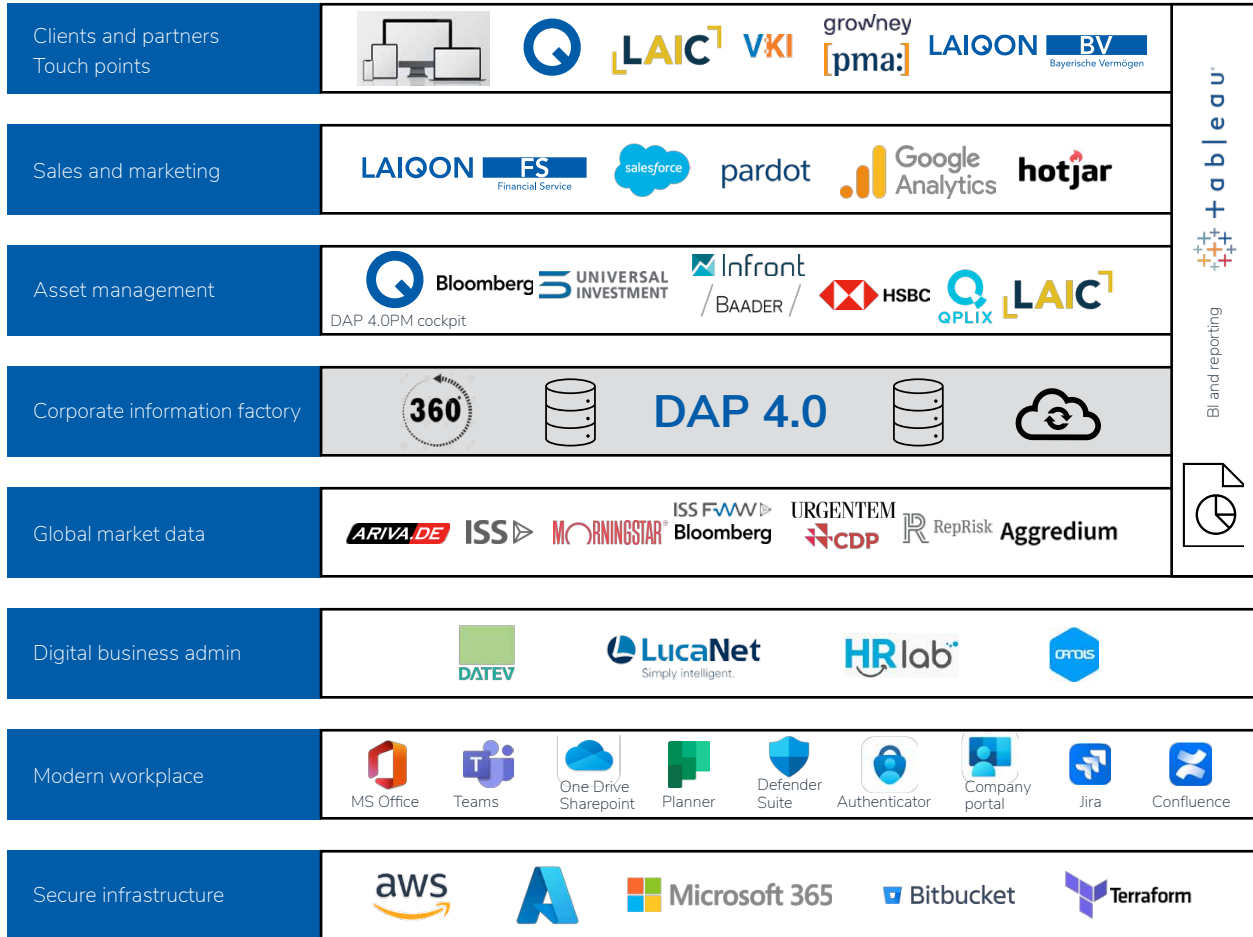 Clients and partners
Touch points
LAIC
VKI
growney
[pma:]
LAIQON BV
Bayerische Vermögen
Sales and marketing
LAIQON FS
Financial Service
salesforce
pardot
Google
Analytics
hotjar
Asset management
DAP 4.0PM cockpit
Bloomberg
UNIVERSAL
INVESTMENT
Infront
/BAADER/
HSBC
QPLIX
LAIC
Corporate information factory
360°
DAP 4.0
Global market data
ARIVA.DE
ISS
MORNINGSTAR®
ISS FWW
Bloomberg
URGENTEM
CDP
RR RepRisk
Aggredium
+ableau
BI and reporting
Digital business admin
DATEV
LucaNet
Simply intelligent.
HRlab
CANDIS
Modern workplace
MS Office
Teams
One Drive
Sharepoint
Planner
Defender
Suite
Authenticator
Company
portal
Jira
Confluence
Secure infrastructure
aws
Microsoft 365
Bitbucket
Terraform